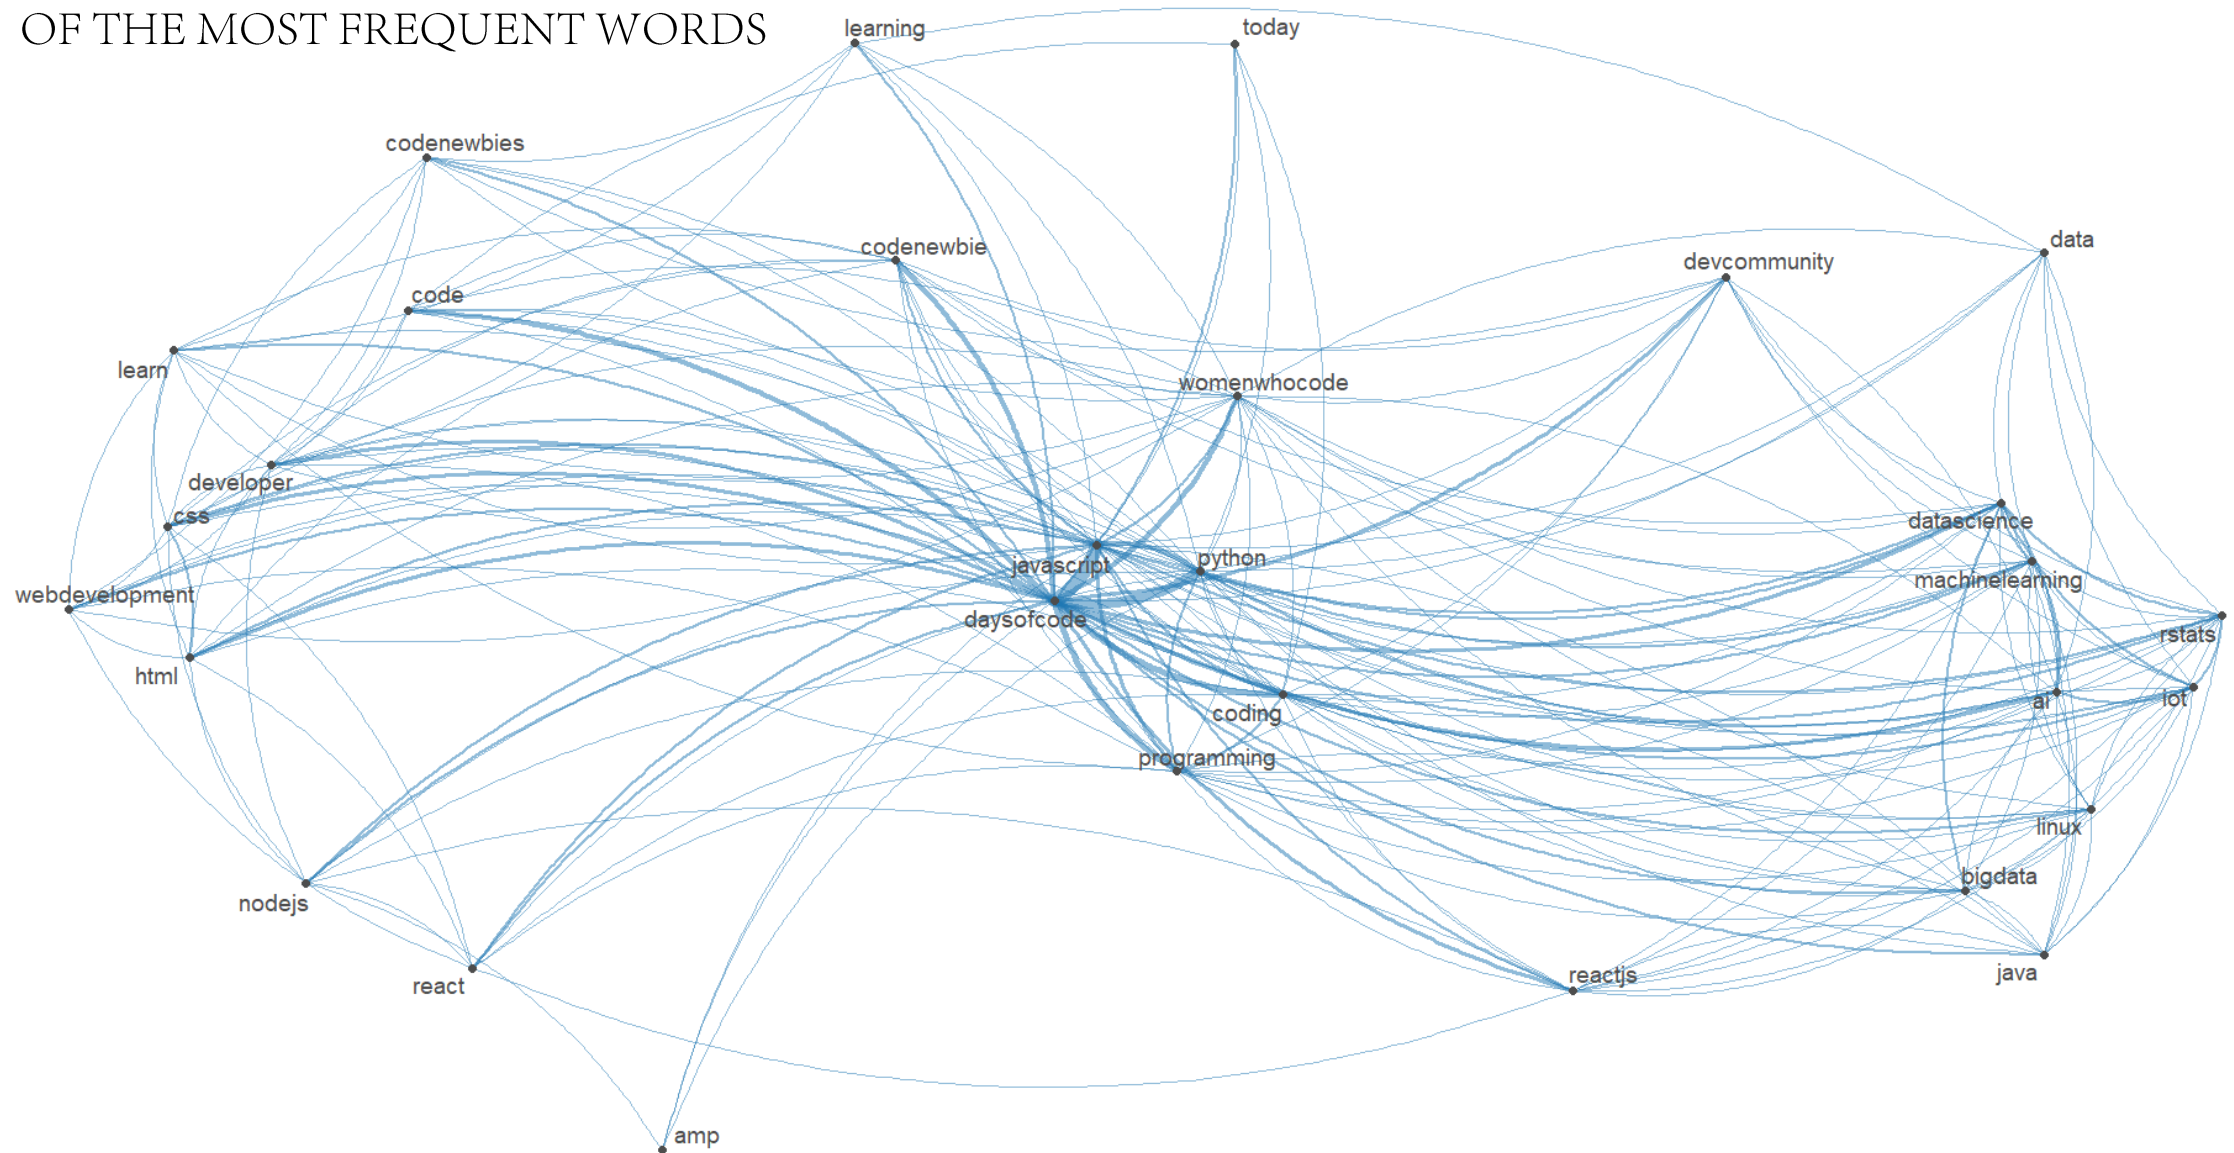 OF THE MOST FREQUENT WORDS
learning
today
codenewbies
data
codenewbie
devcommunity
code
learn
womenwhocode
developer
css
datascience
javascript
python
machinelearning
webdevelopment
daysofcode
rstats
html
ai
iot
coding
programming
linux
bigdata
nodejs
java
reactjs
react
amp